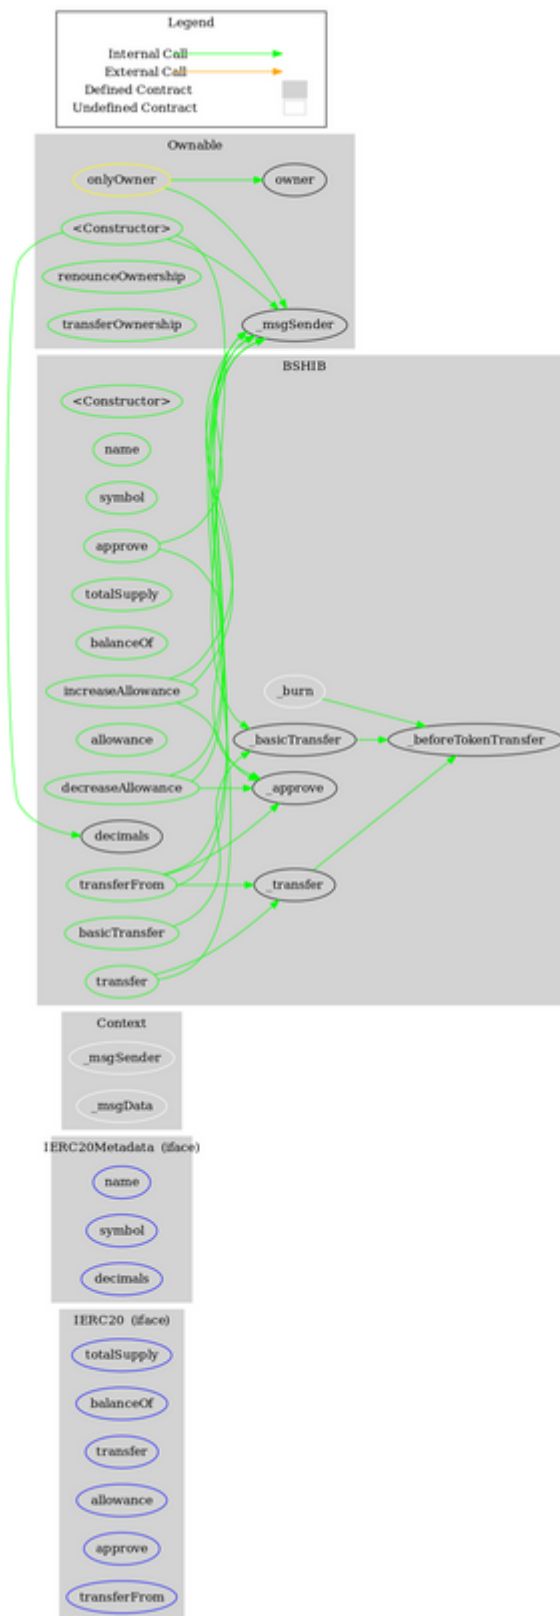 Legend
Internal Call
External Call
Defined Contract
Undefined Contract
Ownable
onlyOwner
owner
<Constructor>
renounceOwnership
transferOwnership
_msgSender
BSHIB
<Constructor>
name
symbol
approve
totalSupply
balanceOf
increaseAllowance
_burn
allowance
_basicTransfer
_beforeTokenTransfer
decreaseAllowance
_approve
decimals
transferFrom
_transfer
basicTransfer
transfer
Context
_msgSender
_msgData
IERC20Metadata (iface)
name
symbol
decimals
IERC20 (iface)
totalSupply
balanceOf
transfer
allowance
approve
transferFrom